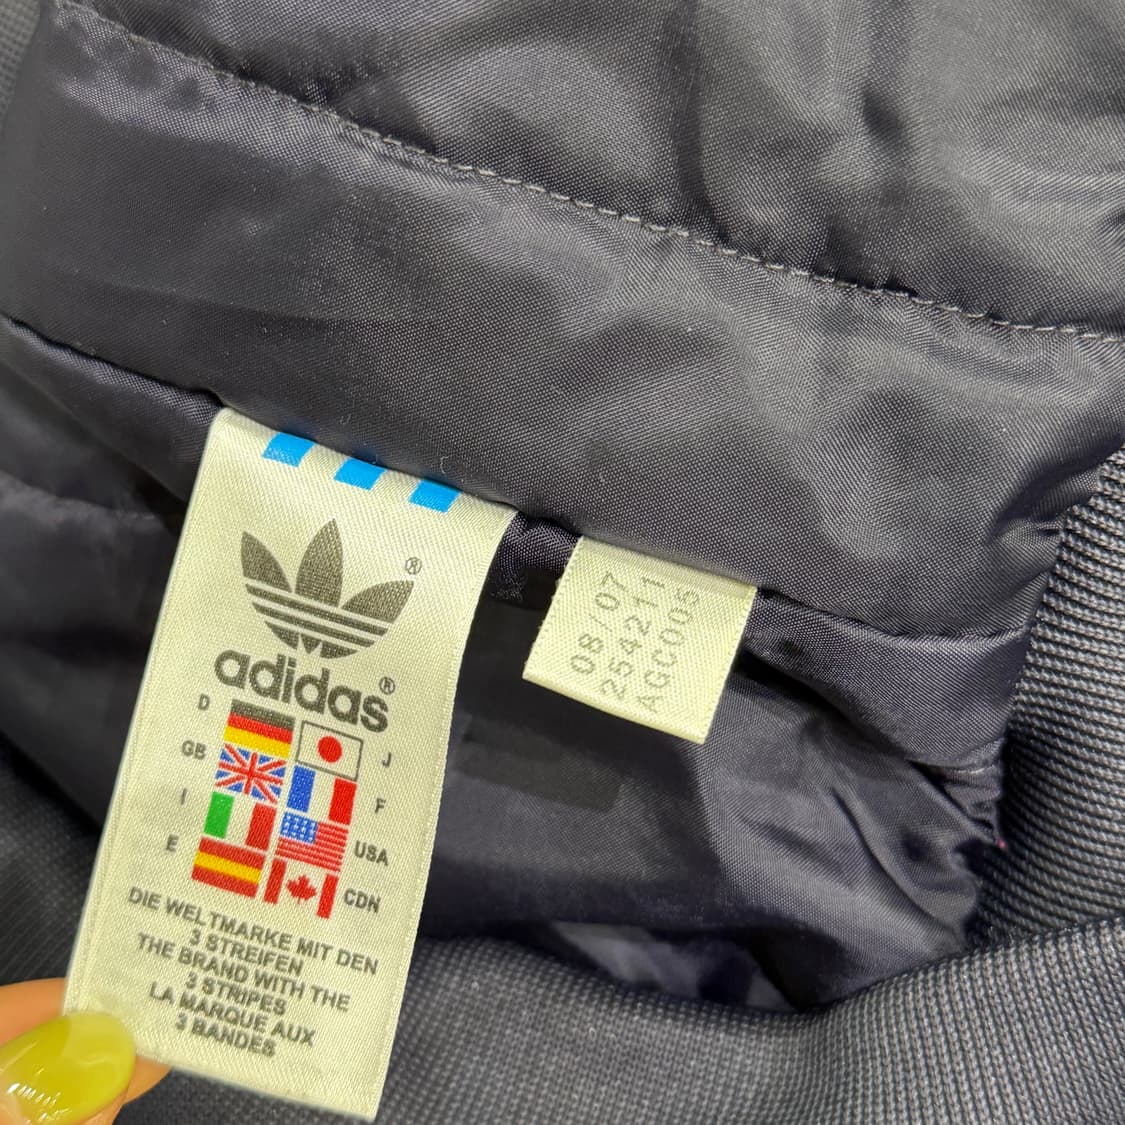 ®
adidas®
D
J
GB
I
F
E
USA
CDN
DIE WELTMARKE MIT DEN
3 STREIFEN
THE BRAND WITH THE
3 STRIPES
LA MARQUE AUX
3 BANDES
08/07
254211
AGC005